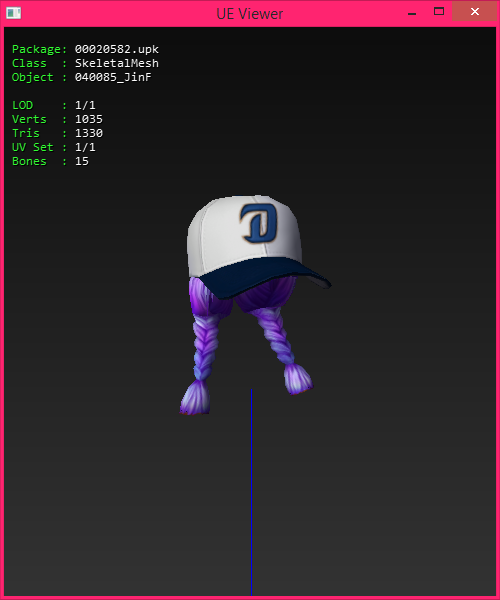 UE Viewer
Package: 00020582.upk
Class : SkeletalMesh
Object : 040085_JinF
LOD : 1/1
Verts : 1035
Tris : 1330
UV Set : 1/1
Bones : 15
D